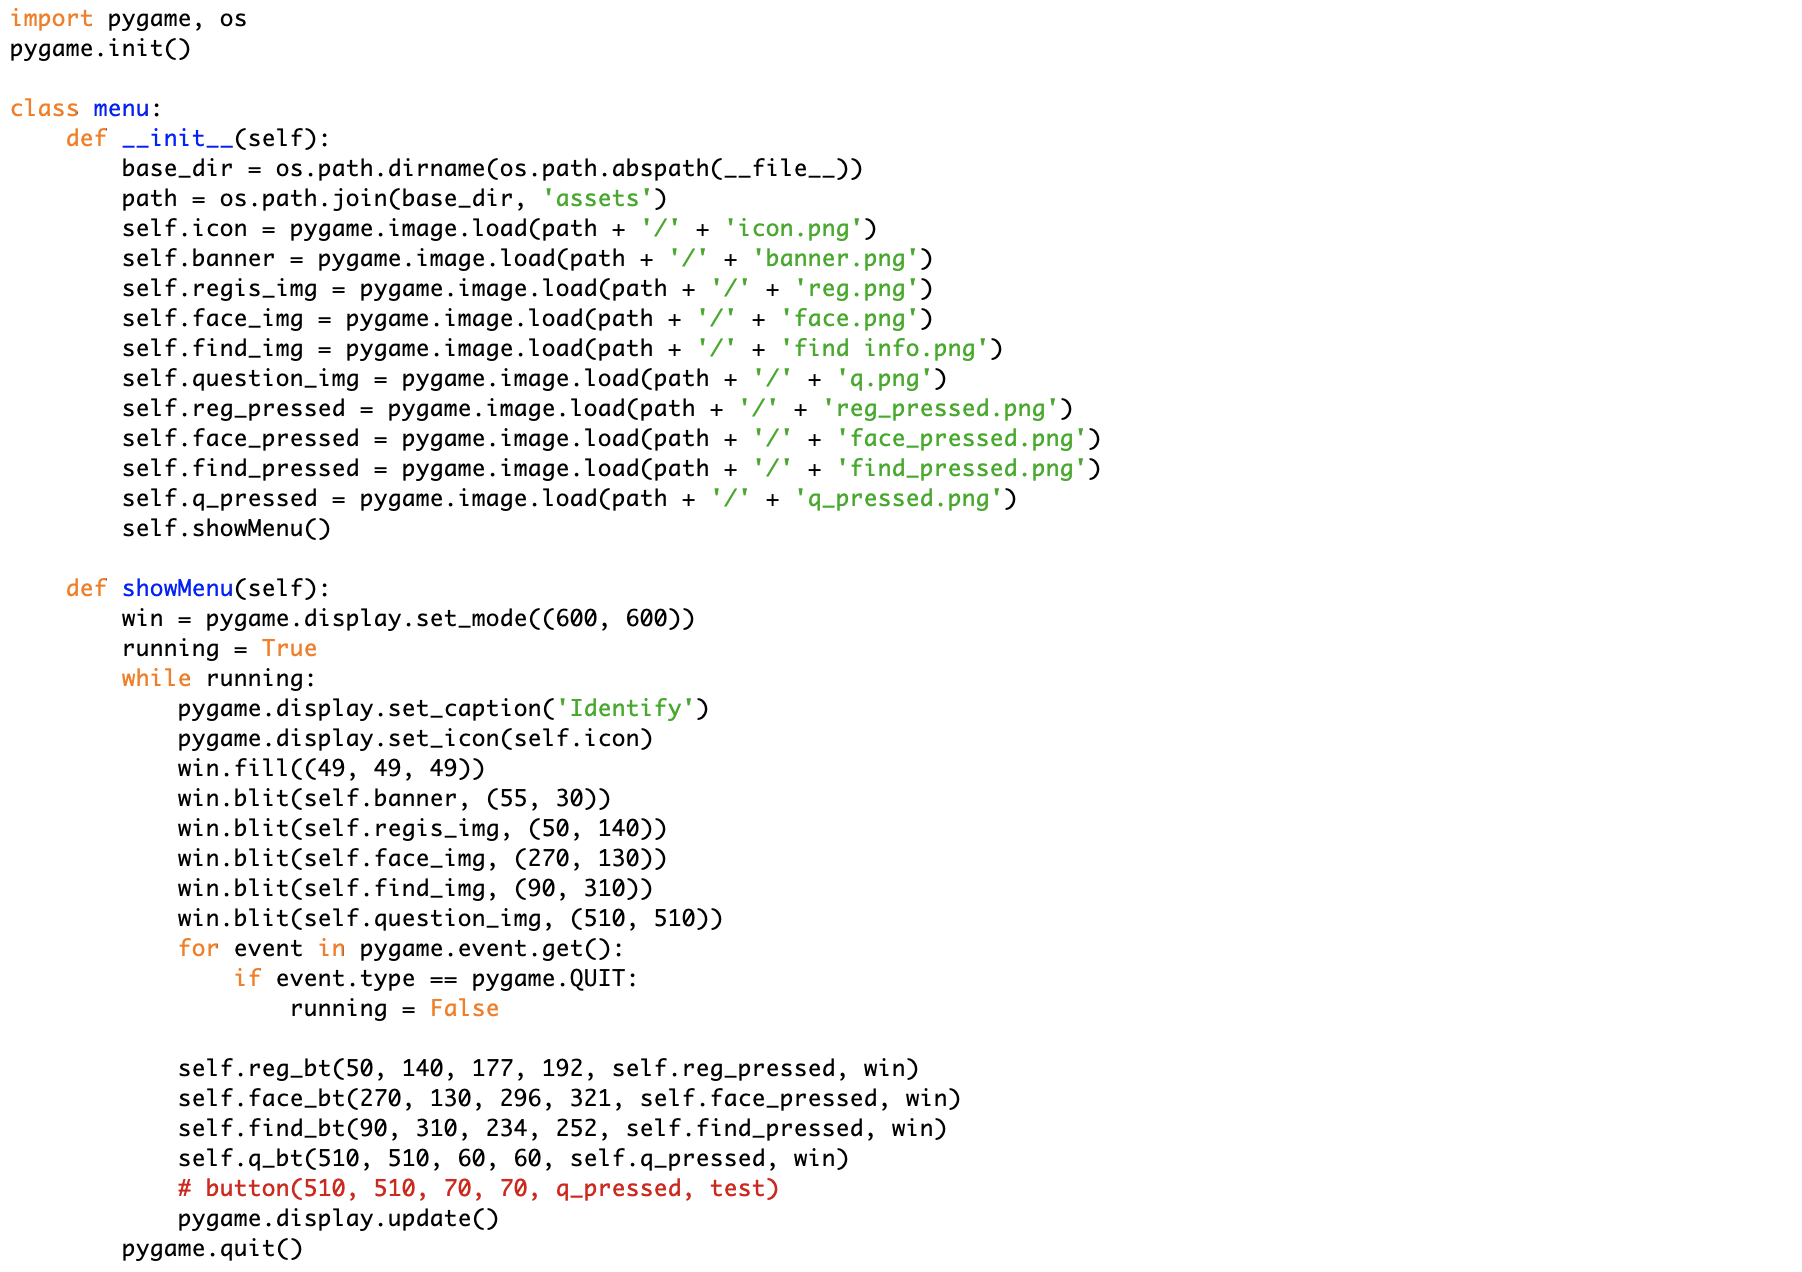 import pygame, os
pygame.init()

class menu:
    def __init__(self):
        base_dir = os.path.dirname(os.path.abspath(__file__))
        path = os.path.join(base_dir, 'assets')
        self.icon = pygame.image.load(path + '/' + 'icon.png')
        self.banner = pygame.image.load(path + '/' + 'banner.png')
        self.regis_img = pygame.image.load(path + '/' + 'reg.png')
        self.face_img = pygame.image.load(path + '/' + 'face.png')
        self.find_img = pygame.image.load(path + '/' + 'find info.png')
        self.question_img = pygame.image.load(path + '/' + 'q.png')
        self.reg_pressed = pygame.image.load(path + '/' + 'reg_pressed.png')
        self.face_pressed = pygame.image.load(path + '/' + 'face_pressed.png')
        self.find_pressed = pygame.image.load(path + '/' + 'find_pressed.png')
        self.q_pressed = pygame.image.load(path + '/' + 'q_pressed.png')
        self.showMenu()

    def showMenu(self):
        win = pygame.display.set_mode((600, 600))
        running = True
        while running:
            pygame.display.set_caption('Identify')
            pygame.display.set_icon(self.icon)
            win.fill((49, 49, 49))
            win.blit(self.banner, (55, 30))
            win.blit(self.regis_img, (50, 140))
            win.blit(self.face_img, (270, 130))
            win.blit(self.find_img, (90, 310))
            win.blit(self.question_img, (510, 510))
            for event in pygame.event.get():
                if event.type == pygame.QUIT:
                    running = False

            self.reg_bt(50, 140, 177, 192, self.reg_pressed, win)
            self.face_bt(270, 130, 296, 321, self.face_pressed, win)
            self.find_bt(90, 310, 234, 252, self.find_pressed, win)
            self.q_bt(510, 510, 60, 60, self.q_pressed, win)
            # button(510, 510, 70, 70, q_pressed, test)
            pygame.display.update()
        pygame.quit()